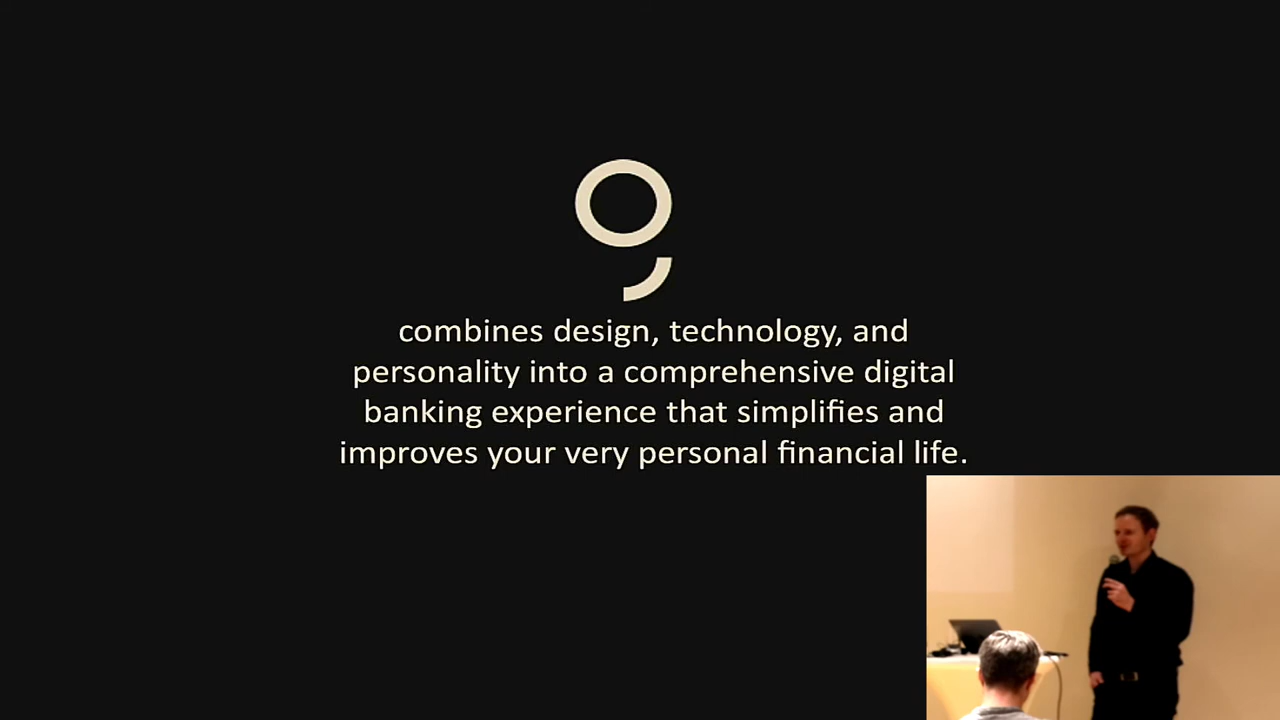 combines design, technology, and
personality into a comprehensive digital
banking experience that simplifies and
improves your very personal financial life.